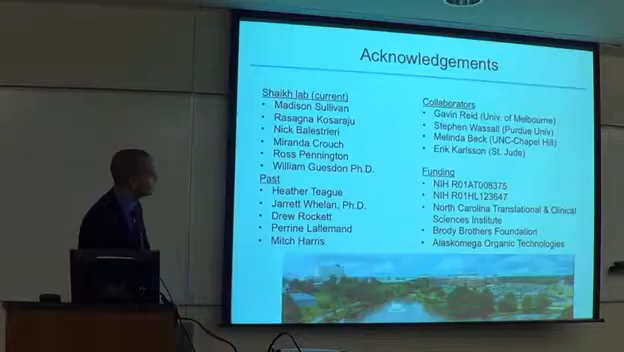 Acknowledgements
Shaikh lab (current)
• Madison Sullivan
• Rasagna Kosaraju
• Nick Balestrieri
• Miranda Crouch
• Ross Pennington
• William Guesdon Ph.D.
Past
• Heather Teague
• Jarrett Whelan, Ph.D.
• Drew Rockett
• Perrine Lallemand
• Mitch Harris
Collaborators
• Gavin Reid (Univ. of Melbourne)
• Stephen Wassall (Purdue Univ)
• Melinda Beck (UNC-Chapel Hill)
• Erik Karlsson (St. Jude)
Funding
• NIH R01AT008375
• NIH R01HL123647
• North Carolina Translational & Clinical
Sciences Institute
• Brody Brothers Foundation
• Alaskomega Organic Technologies